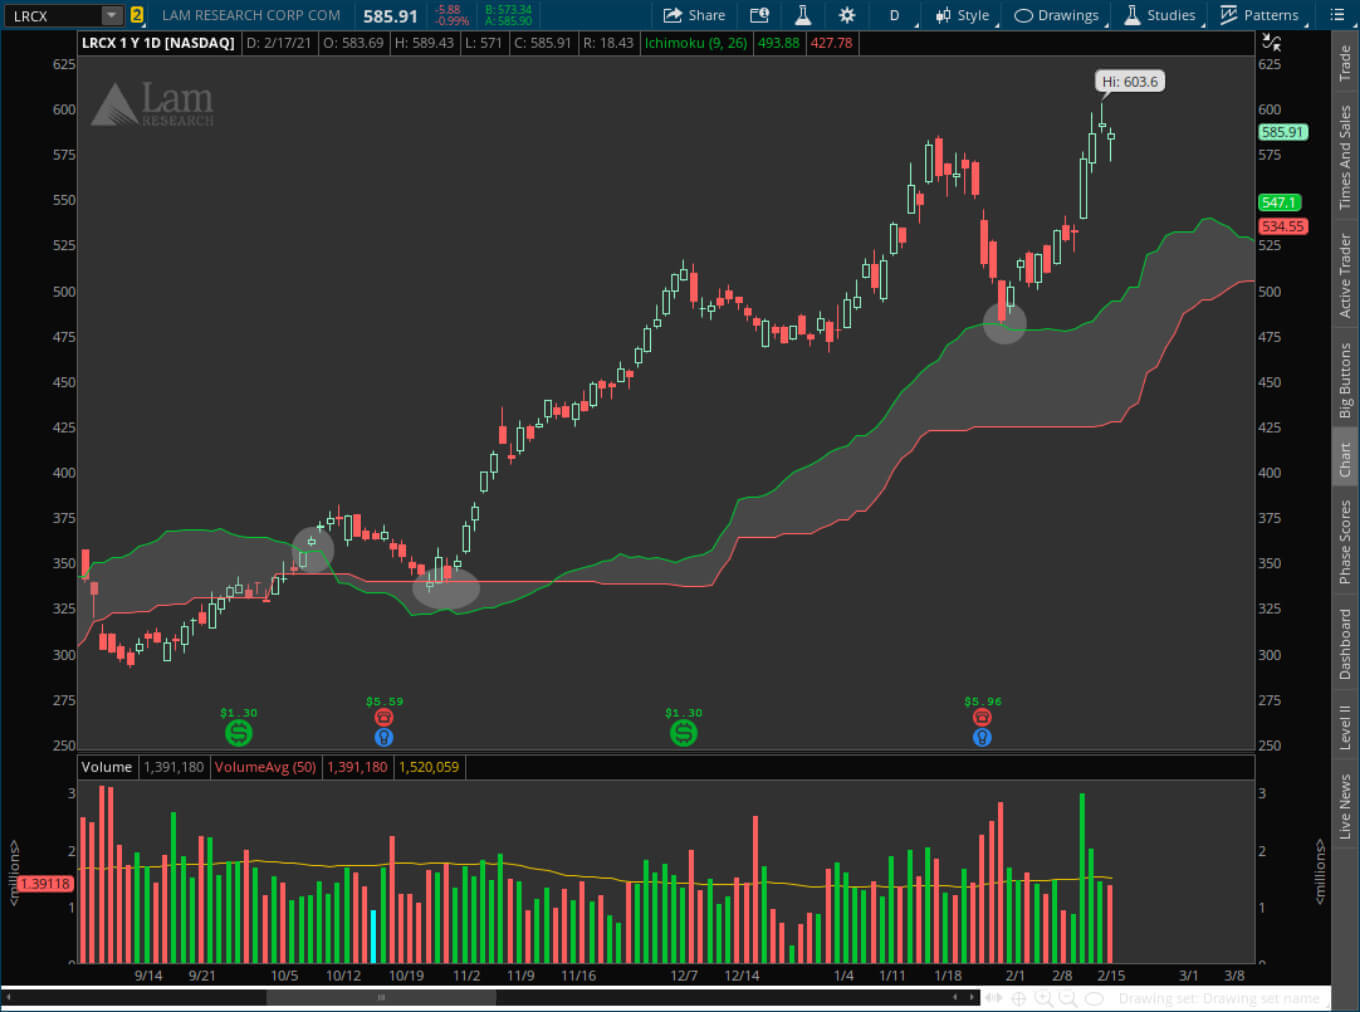 LRCX 2 LAM RESEARCH CORP COM 585.91 -5.88 B: 573.34 Share D Style Drawings Studies Patterns
-0.99% A: 585.90
LRCX 1 Y 1D [NASDAQ] D: 2/17/21 O: 583.69 H: 589.43 L: 571 C: 585.91 R: 18.43 Ichimoku (9, 26) 493.88 427.78
625 625
Hi: 603.6
Lam
RESEARCH
600 600
585.91
575 575
550 550
547.1
534.55
525 525
500 500
475 475
450 450
425 425
400 400
375 375
350 350
325 325
300 300
275 275
$1.30 $5.59 $1.30 $5.96
250 250
Volume 1,391,180 VolumeAvg (50) 1,391,180 1,520,059
3 3
2 2
1.39118
1 1
0 0
<millions> <millions>
9/14 9/21 10/5 10/12 10/19 11/2 11/9 11/16 12/7 12/14 1/4 1/11 1/18 2/1 2/8 2/15 3/1 3/8
Drawing set: Drawing set name
Trade
Times And Sales
Active Trader
Big Buttons
Chart
Phase Scores
Dashboard
Level II
Live News